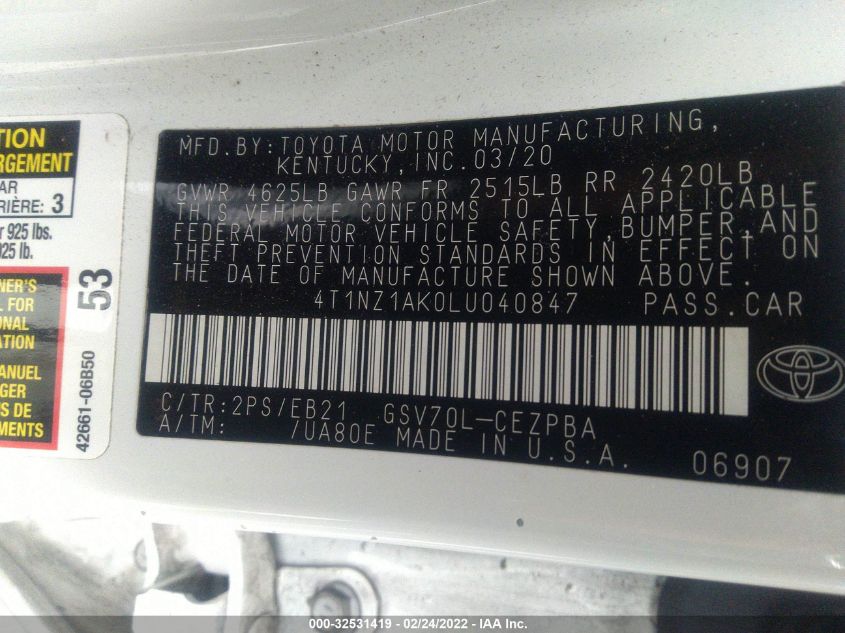 TION
RGEMENT
AR
RIÈRE: 3
r 925 lbs.
925 lb.
NER'S
L FOR
ONAL
ATION
ANUEL
GER
US DE
MENTS
53
42661-06B50
MFD.BY:TOYOTA MOTOR MANUFACTURING,
KENTUCKY,INC.03/20
GVWR 4625LB GAWR FR 2515LB RR 2420LB
THIS VEHICLE CONFORMS TO ALL APPLICABLE
FEDERAL MOTOR VEHICLE SAFETY,BUMPER,AND
THEFT PREVENTION STANDARDS IN EFFECT ON
THE DATE OF MANUFACTURE SHOWN ABOVE.
4T1NZ1AK0LU040847 PASS.CAR
C/TR:2PS/EB21 GSV70L-CEZPBA
A/TM: /UA80E MADE IN U.S.A. 06907
000-32531419 - 02/24/2022 - IAA Inc.